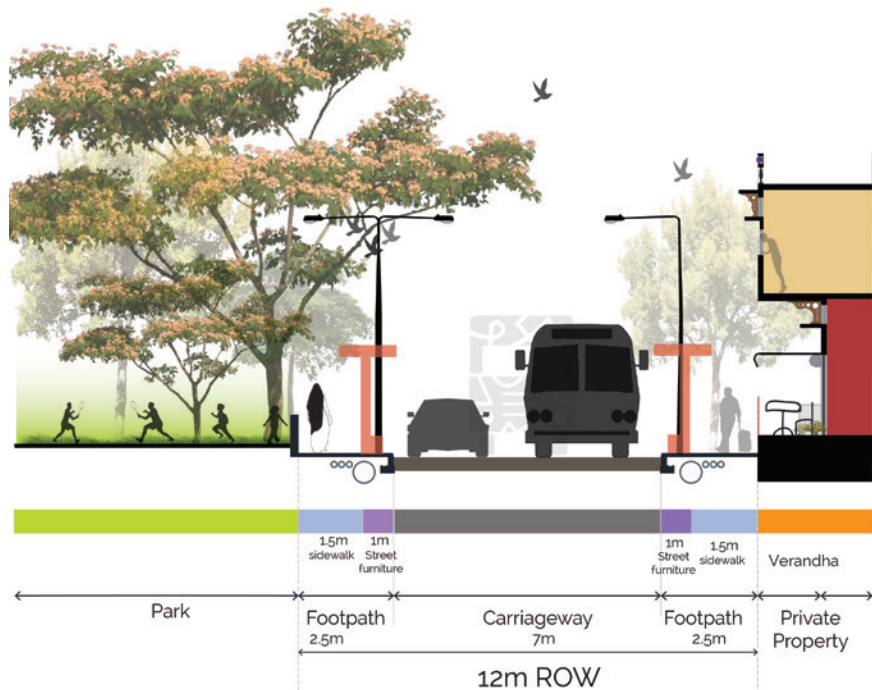 1.5m
sidewalk
1m
Street
furniture
1m
Street
furniture
1.5m
sidewalk
Verandha
Park
Footpath
2.5m
Carriageway
7m
Footpath
2.5m
Private
Property
12m ROW